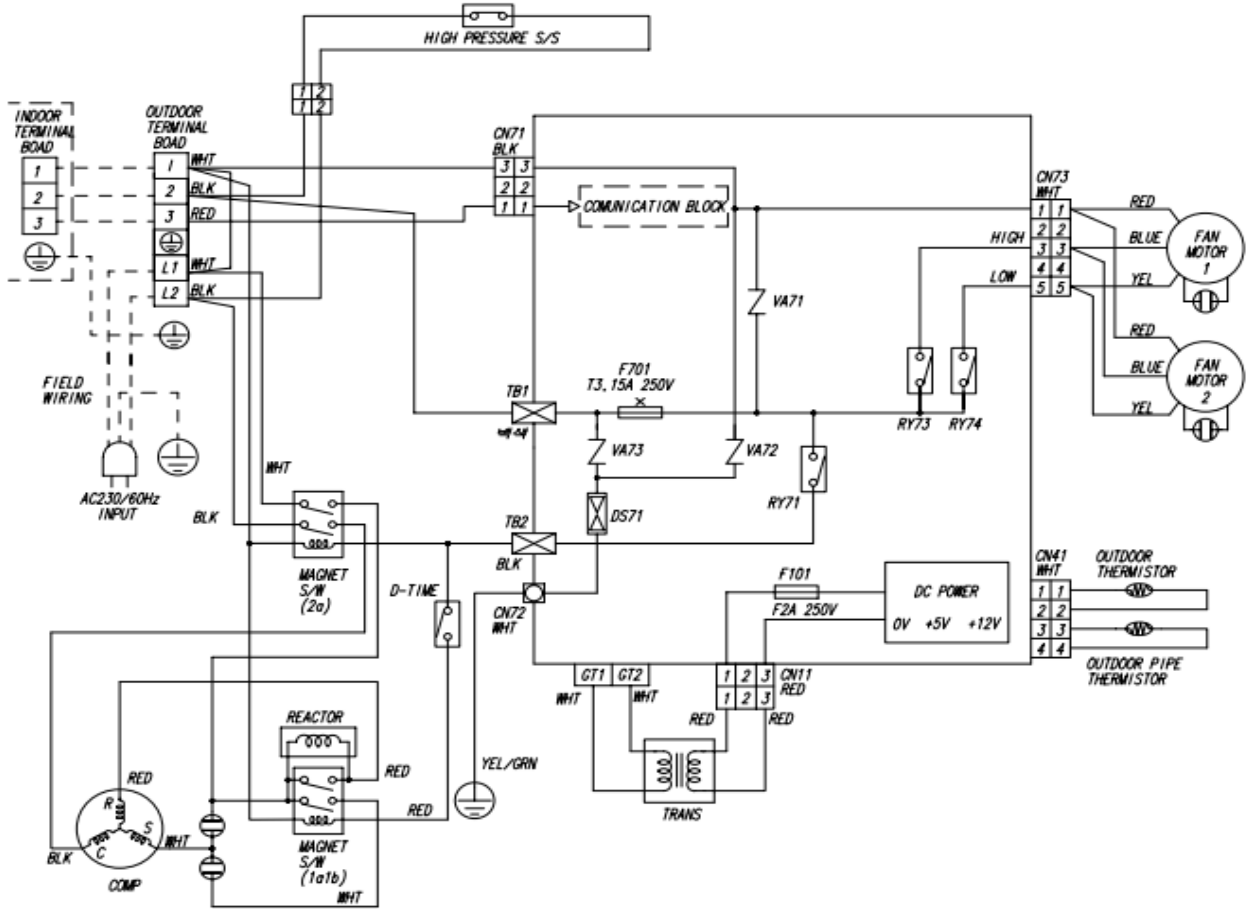 HIGH PRESSURE S/S
1 2
1 2
INDOOR
TERMINAL
BOAD
1
2
3
OUTDOOR
TERMINAL
BOAD
1 WHT
2 BLK
3 RED
L1 WHT
L2 BLK
CN71
BLK
3 3
2 2
1 1
COMUNICATION BLOCK
CN73
WHT
1 1
2 2
3 3
4 4
5 5
HIGH
LOW
RED
BLUE
YEL
FAN
MOTOR
1
RED
BLUE
YEL
FAN
MOTOR
2
VA71
F701
T3,15A 250V
TB1
VA73
VA72
RY73
RY74
RY71
DS71
FIELD
WIRING
AC230/60Hz
INPUT
WHT
BLK
MAGNET
S/W
(2a)
D-TIME
TB2
BLK
CN72
WHT
F101
F2A 250V
DC POWER
0V +5V +12V
CN41
WHT
1 1
2 2
3 3
4 4
OUTDOOR
THERMISTOR
OUTDOOR PIPE
THERMISTOR
GT1 GT2
WHT
WHT
1 2 3
1 2 3
CN11
RED
RED
RED
TRANS
YEL/GRN
REACTOR
RED
RED
MAGNET
S/W
(1a1b)
WHT
RED
R
S
C
WHT
BLK
COMP